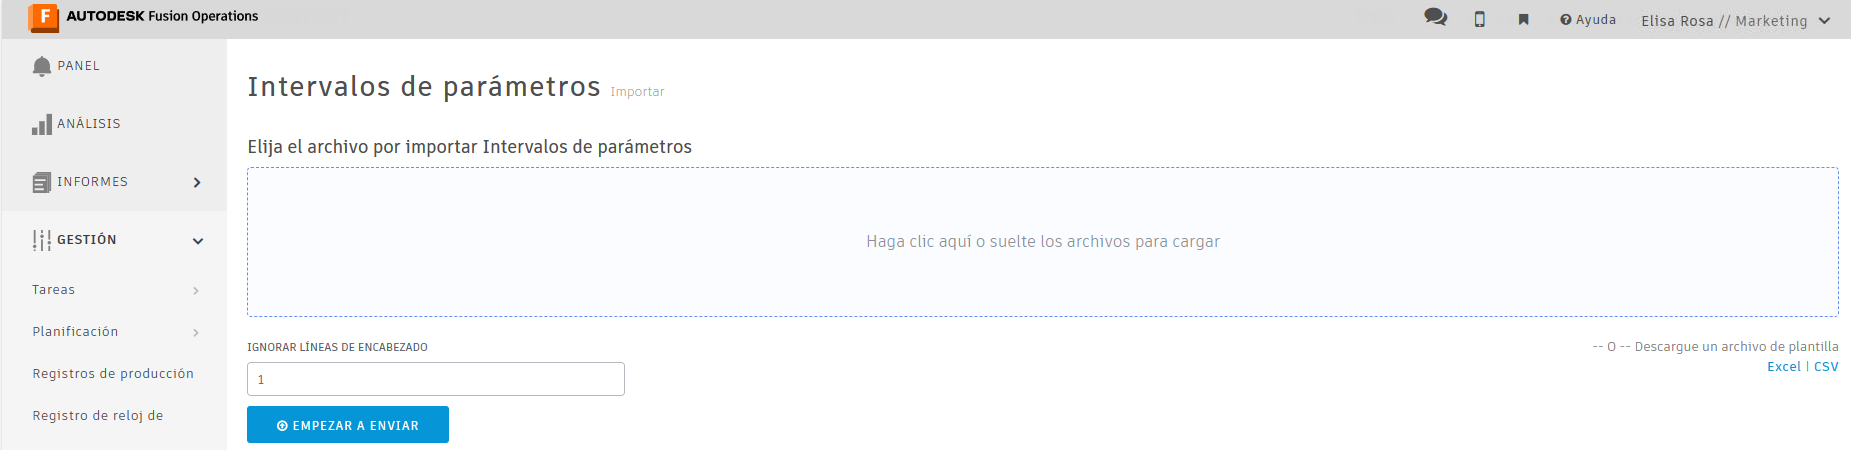 AUTODESK Fusion Operations
Ayuda
Elisa Rosa // Marketing
PANEL
ANÁLISIS
INFORMES
GESTIÓN
Tareas
Planificación
Registros de producción
Registro de reloj de
Intervalos de parámetros Importar
Elija el archivo por importar Intervalos de parámetros
Haga clic aquí o suelte los archivos para cargar
IGNORAR LÍNEAS DE ENCABEZADO
1
EMPEZAR A ENVIAR
-- O -- Descargue un archivo de plantilla
Excel | CSV